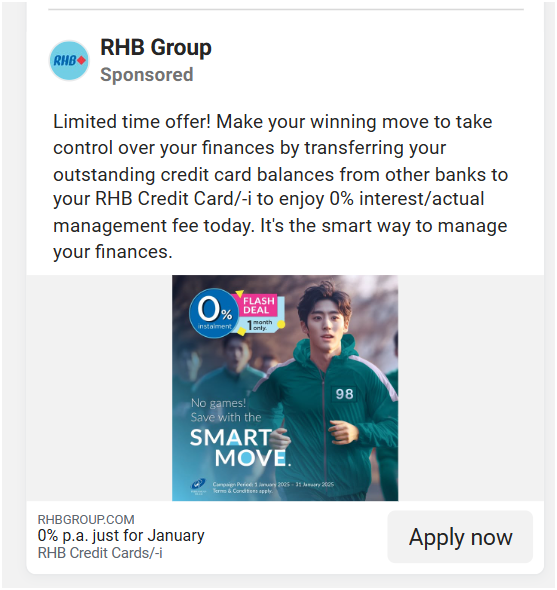 RHB
RHB Group
Sponsored
Limited time offer! Make your winning move to take
control over your finances by transferring your
outstanding credit card balances from other banks to
your RHB Credit Card/-i to enjoy 0% interest/actual
management fee today. It's the smart way to manage
your finances.
0%
instalment
FLASH
DEAL
1 month
only.
98
No games!
Save with the
SMART
MOVE.
Campaign Period: 1 January 2025 - 31 January 2025
Terms & Conditions apply.
RHBGROUP.COM
0% p.a. just for January
RHB Credit Cards/-i
Apply now